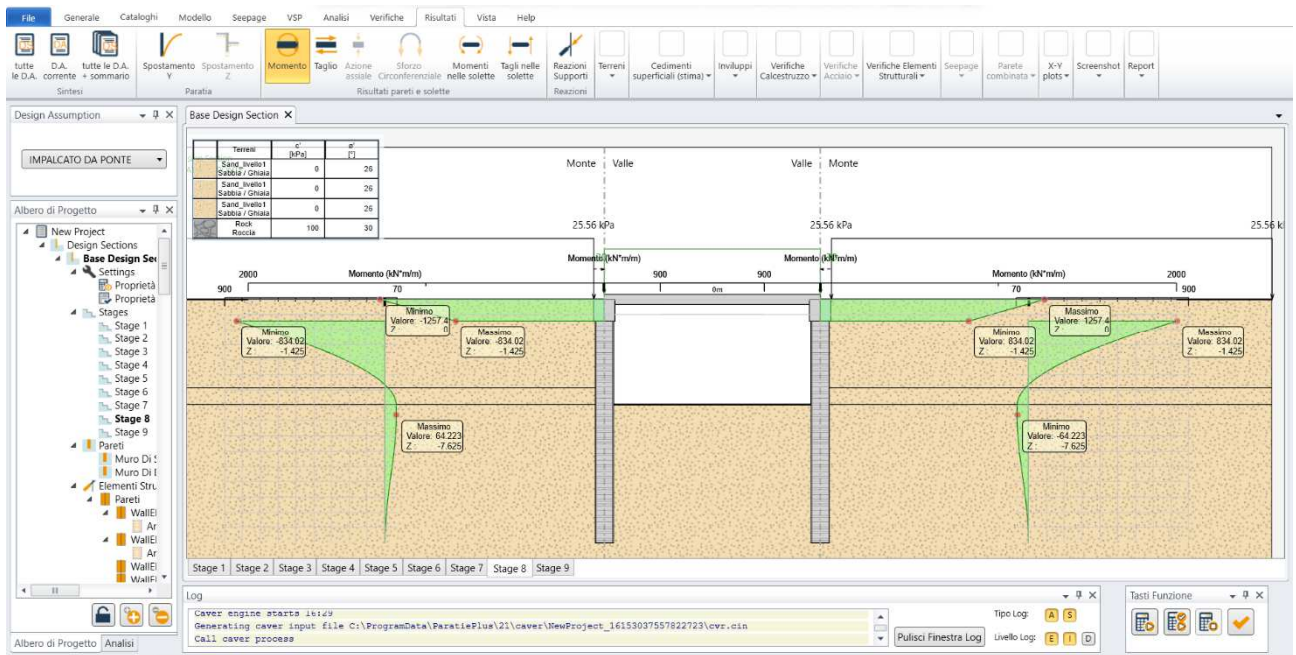 File Generale Cataloghi Modello Seepage VSP Analisi Verifiche Risultati Vista Help
tutte le D.A.
D.A. corrente
tutte le D.A. + sommario
Spostamento Y
Spostamento Z
Momento
Taglio
Azione assiale
Sforzo Circonferenziale
Momenti nelle solette
Tagli nelle solette
Reazioni Supporti
Terreni
Cedimenti superficiali (stima)
Inviluppi
Verifiche Calcestruzzo
Verifiche Acciaio
Verifiche Elementi Strutturali
Seepage
Parete combinata
X-Y plots
Screenshot
Report
Sintesi
Paratia
Risultati pareti e solette
Reazioni
Design Assumption
IMPALCATO DA PONTE
Albero di Progetto
New Project
Design Sections
Base Design Sec
Settings
Proprietà
Proprietà
Stages
Stage 1
Stage 2
Stage 3
Stage 4
Stage 5
Stage 6
Stage 7
Stage 8
Stage 9
Pareti
Muro Di
Muro Di
Elementi Stru
Pareti
WallEl
Ar
WallEl
Ar
WallEl
WallEl
Albero di Progetto Analisi
Base Design Section
Terreni c' [kPa] ø' [°]
Sand_livello1
Sabbia / Ghiaia 0 26
Sand_livello1
Sabbia / Ghiaia 0 26
Sand_livello1
Sabbia / Ghiaia 0 26
Rock
Roccia 100 30
Monte Valle Valle Monte
25.56 kPa 25.56 kPa 25.56 k
Momento (kN*m/m) Momento (kN*m/m)
2000 Momento (kN*m/m) 900 900 Momento (kN*m/m) 2000
900 70 0m 70 900
Minimo
Valore: -1257.4
Z : 0
Minimo
Valore: -834.02
Z : -1.425
Massimo
Valore: -834.02
Z : -1.425
Massimo
Valore: 64.223
Z : -7.625
Massimo
Valore: 1257.4
Z : 0
Minimo
Valore: 834.02
Z : -1.425
Massimo
Valore: 834.02
Z : -1.425
Minimo
Valore: -64.223
Z : -7.625
Stage 1 Stage 2 Stage 3 Stage 4 Stage 5 Stage 6 Stage 7 Stage 8 Stage 9
Log
Caver engine starts 16:29
Generating caver input file C:\ProgramData\ParatiePlus\21\caver\NewProject_16153037557822723\cvr.cin
Call caver process
Pulisci Finestra Log
Tipo Log: A S
Livello Log: E I D
Tasti Funzione